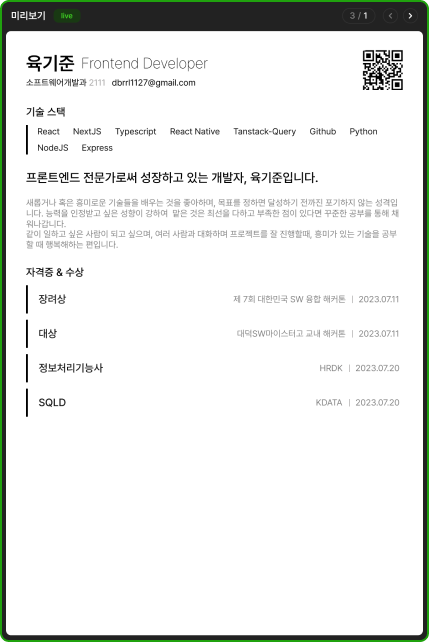 미리보기 live 3 / 1
육기준 Frontend Developer
소프트웨어개발과 2111 dbrrl1127@gmail.com
기술 스택
React NextJS Typescript React Native Tanstack-Query Github Python
NodeJS Express
프론트엔드 전문가로써 성장하고 있는 개발자, 육기준입니다.
새롭거나 혹은 흥미로운 기술들을 배우는 것을 좋아하며, 목표를 정하면 달성하기 전까진 포기하지 않는 성격입
니다. 능력을 인정받고 싶은 성향이 강하여 맡은 것은 최선을 다하고 부족한 점이 있다면 꾸준한 공부를 통해 채
워나갑니다.
같이 일하고 싶은 사람이 되고 싶으며, 여러 사람과 대화하며 프로젝트를 잘 진행할때, 흥미가 있는 기술을 공부
할 때 행복해하는 편입니다.
자격증 & 수상
장려상 제 7회 대한민국 SW 융합 해커톤 | 2023.07.11
대상 대덕SW마이스터고 교내 해커톤 | 2023.07.11
정보처리기능사 HRDK | 2023.07.20
SQLD KDATA | 2023.07.20